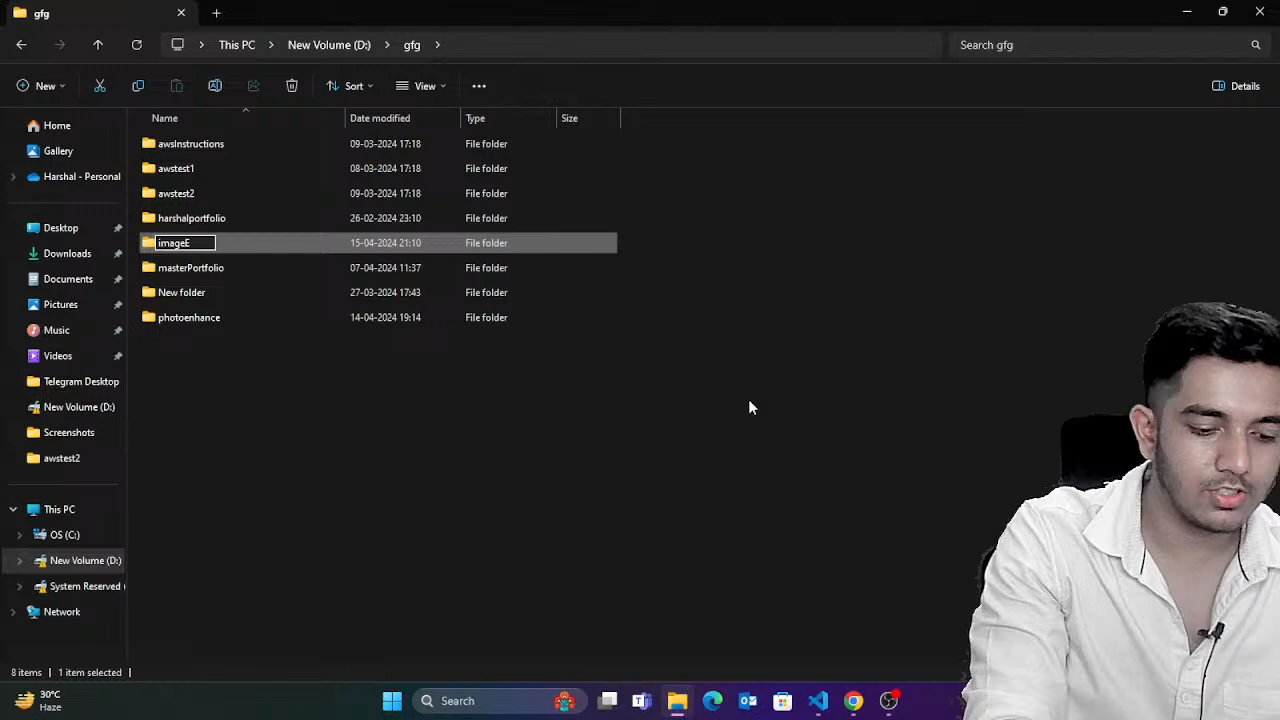 gfg
This PC
New Volume (D:)
gfg
Search gfg
New
Sort
View
Details
Name
Date modified
Type
Size
Home
Gallery
Harshal - Personal
Desktop
Downloads
Documents
Pictures
Music
Videos
Telegram Desktop
New Volume (D:)
Screenshots
awstest2
This PC
OS (C:)
New Volume (D:)
System Reserved (
Network
awsInstructions 09-03-2024 17:18 File folder
awstest1 08-03-2024 17:18 File folder
awstest2 09-03-2024 17:18 File folder
harshalportfolio 26-02-2024 23:10 File folder
imageE 15-04-2024 21:10 File folder
masterPortfolio 07-04-2024 11:37 File folder
New folder 27-03-2024 17:43 File folder
photoenhance 14-04-2024 19:14 File folder
8 items
1 item selected
30°C
Haze
Search